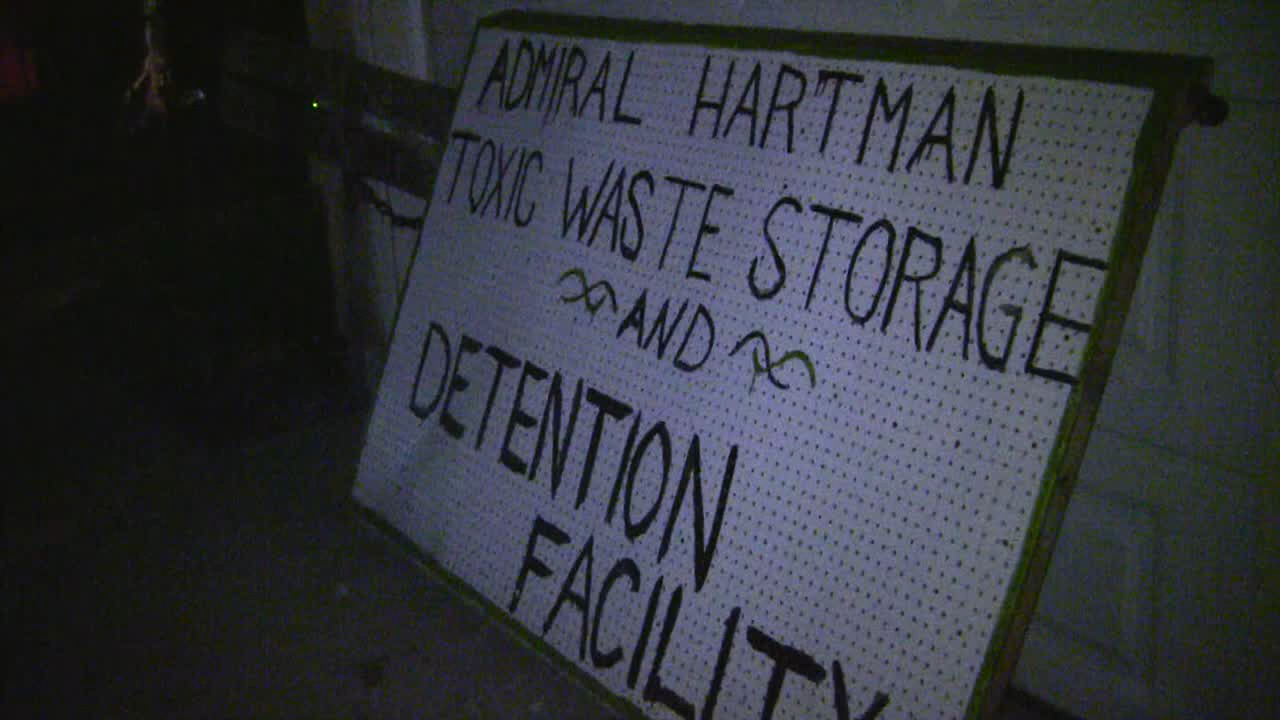 ADMIRAL HARTMAN
TOXIC WASTE STORAGE
AND
DETENTION
FACILITY